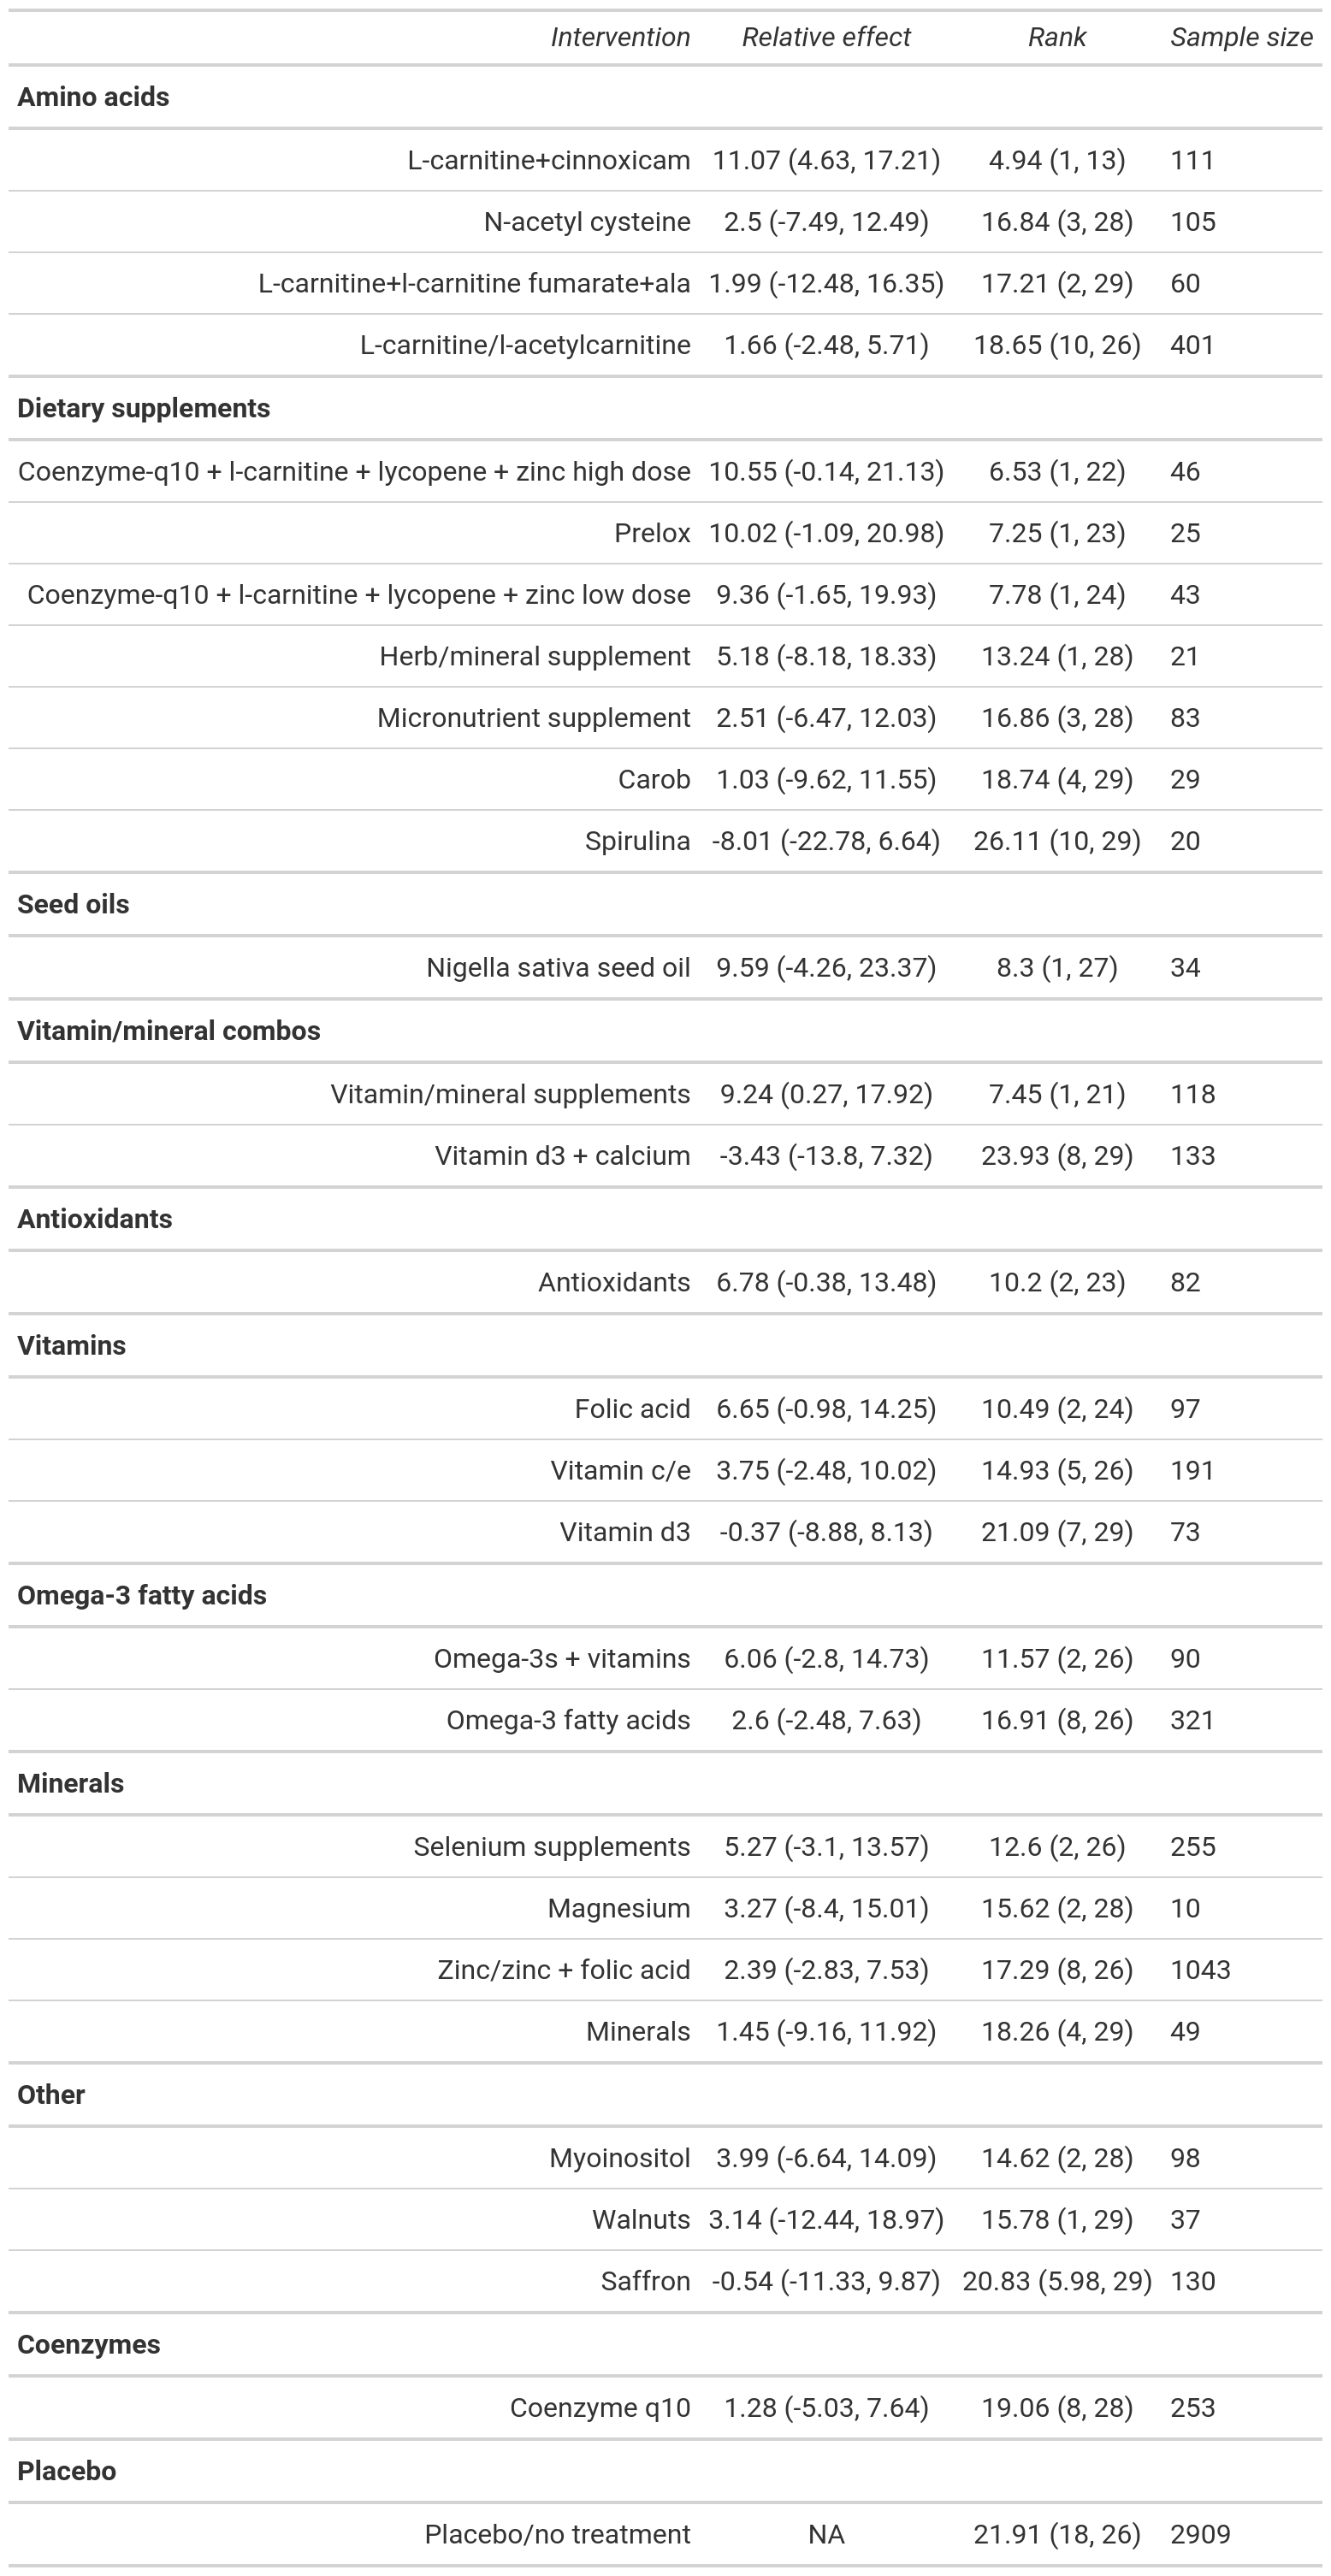 Intervention Relative effect Rank Sample size
Amino acids
L-carnitine+cinnoxicam 11.07 (4.63, 17.21) 4.94 (1, 13) 111
N-acetyl cysteine 2.5 (-7.49, 12.49) 16.84 (3, 28) 105
L-carnitine+l-carnitine fumarate+ala 1.99 (-12.48, 16.35) 17.21 (2, 29) 60
L-carnitine/l-acetylcarnitine 1.66 (-2.48, 5.71) 18.65 (10, 26) 401
Dietary supplements
Coenzyme-q10 + l-carnitine + lycopene + zinc high dose 10.55 (-0.14, 21.13) 6.53 (1, 22) 46
Prelox 10.02 (-1.09, 20.98) 7.25 (1, 23) 25
Coenzyme-q10 + l-carnitine + lycopene + zinc low dose 9.36 (-1.65, 19.93) 7.78 (1, 24) 43
Herb/mineral supplement 5.18 (-8.18, 18.33) 13.24 (1, 28) 21
Micronutrient supplement 2.51 (-6.47, 12.03) 16.86 (3, 28) 83
Carob 1.03 (-9.62, 11.55) 18.74 (4, 29) 29
Spirulina -8.01 (-22.78, 6.64) 26.11 (10, 29) 20
Seed oils
Nigella sativa seed oil 9.59 (-4.26, 23.37) 8.3 (1, 27) 34
Vitamin/mineral combos
Vitamin/mineral supplements 9.24 (0.27, 17.92) 7.45 (1, 21) 118
Vitamin d3 + calcium -3.43 (-13.8, 7.32) 23.93 (8, 29) 133
Antioxidants
Antioxidants 6.78 (-0.38, 13.48) 10.2 (2, 23) 82
Vitamins
Folic acid 6.65 (-0.98, 14.25) 10.49 (2, 24) 97
Vitamin c/e 3.75 (-2.48, 10.02) 14.93 (5, 26) 191
Vitamin d3 -0.37 (-8.88, 8.13) 21.09 (7, 29) 73
Omega-3 fatty acids
Omega-3s + vitamins 6.06 (-2.8, 14.73) 11.57 (2, 26) 90
Omega-3 fatty acids 2.6 (-2.48, 7.63) 16.91 (8, 26) 321
Minerals
Selenium supplements 5.27 (-3.1, 13.57) 12.6 (2, 26) 255
Magnesium 3.27 (-8.4, 15.01) 15.62 (2, 28) 10
Zinc/zinc + folic acid 2.39 (-2.83, 7.53) 17.29 (8, 26) 1043
Minerals 1.45 (-9.16, 11.92) 18.26 (4, 29) 49
Other
Myoinositol 3.99 (-6.64, 14.09) 14.62 (2, 28) 98
Walnuts 3.14 (-12.44, 18.97) 15.78 (1, 29) 37
Saffron -0.54 (-11.33, 9.87) 20.83 (5.98, 29) 130
Coenzymes
Coenzyme q10 1.28 (-5.03, 7.64) 19.06 (8, 28) 253
Placebo
Placebo/no treatment NA 21.91 (18, 26) 2909